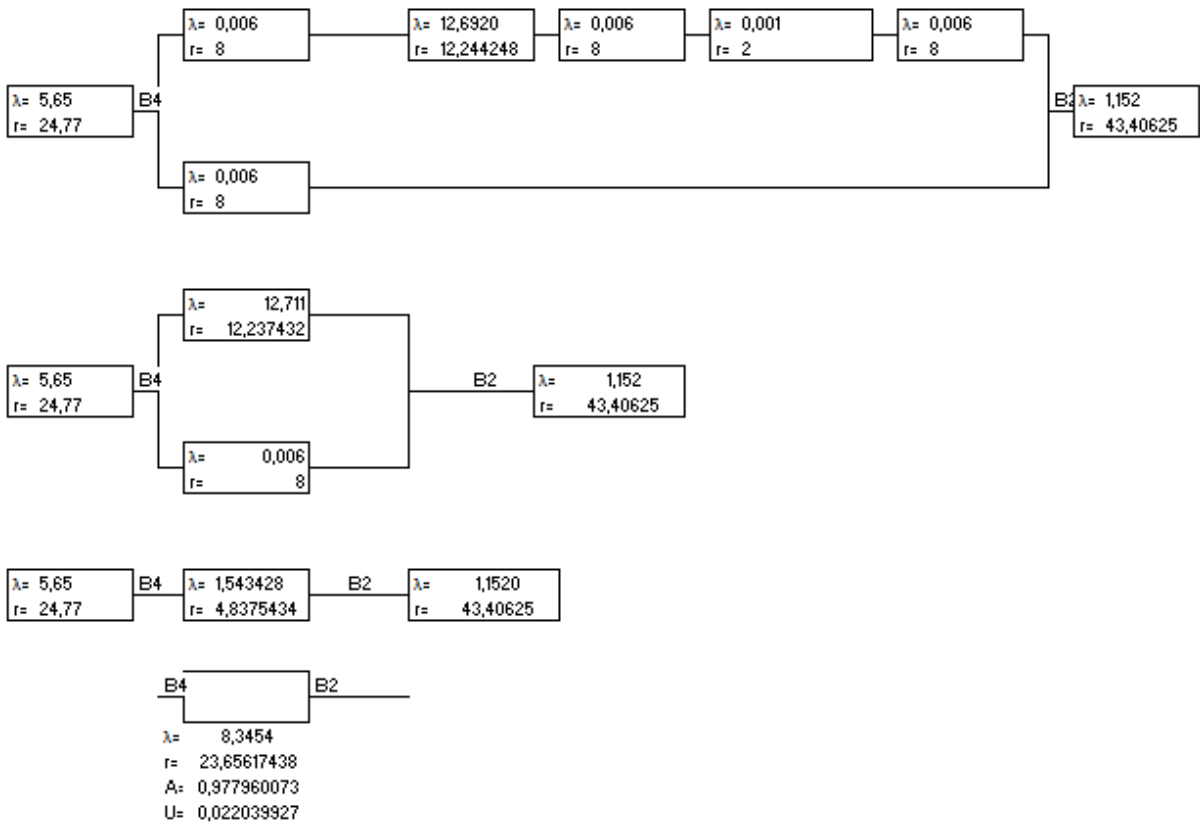 λ= 0,006
r= 8
λ= 12,6920
r= 12,244248
λ= 0,006
r= 8
λ= 0,001
r= 2
λ= 0,006
r= 8
λ= 5,65
r= 24,77
B4
B2
λ= 1,152
r= 43,40625
λ= 0,006
r= 8
λ= 12,711
r= 12,237432
λ= 5,65
r= 24,77
B4
B2
λ= 1,152
r= 43,40625
λ= 0,006
r= 8
λ= 5,65
r= 24,77
B4
λ= 1,543428
r= 4,8375434
B2
λ= 1,1520
r= 43,40625
B4
B2
λ= 8,3454
r= 23,65617438
A= 0,977960073
U= 0,022039927